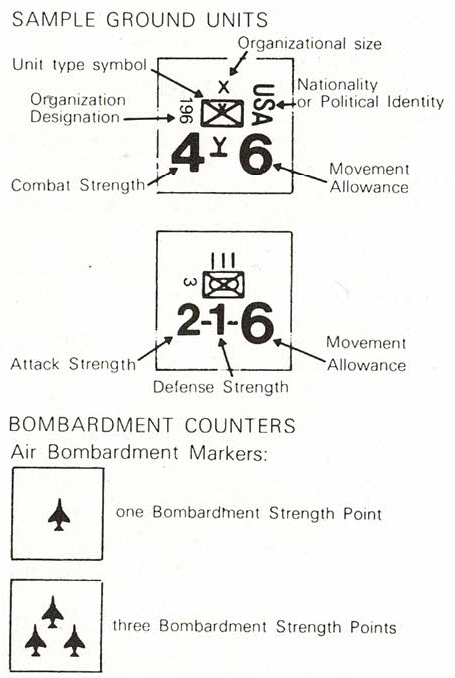 SAMPLE GROUND UNITS
Organizational size
Unit type symbol
X
Nationality
or Political Identity
USA
Organization
Designation
196
4 Y 6
Combat Strength
Movement
Allowance
III
3
2-1-6
Attack Strength
Defense Strength
Movement
Allowance
BOMBARDMENT COUNTERS
Air Bombardment Markers:
one Bombardment Strength Point
three Bombardment Strength Points